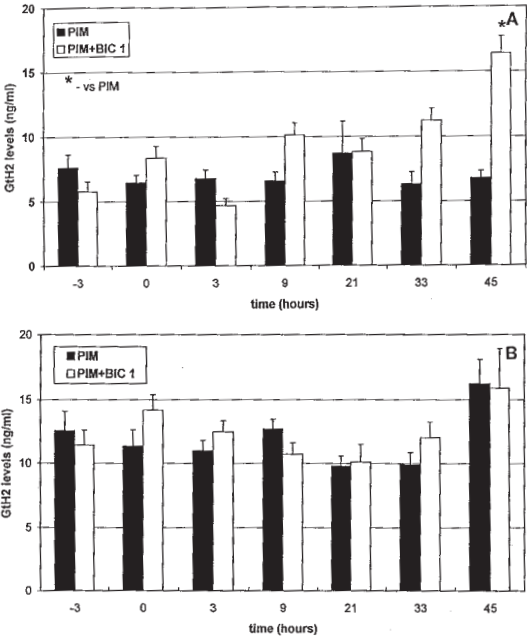 20
15
10
5
0
GtH2 levels (ng/ml)
PIM
PIM+BIC 1
* - vs PIM
*
A
-3 0 3 9 21 33 45
time (hours)
20
15
10
5
0
GtH2 levels (ng/ml)
PIM
PIM+BIC 1
B
-3 0 3 9 21 33 45
time (hours)